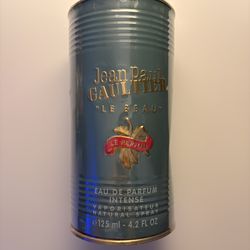 Jean Paul
GAULTIER
"LE BEAU"
LE PARFUM
EAU DE PARFUM
INTENSE
VAPORISATEUR
NATURAL SPRAY
℮125 ml - 4.2 FL OZ